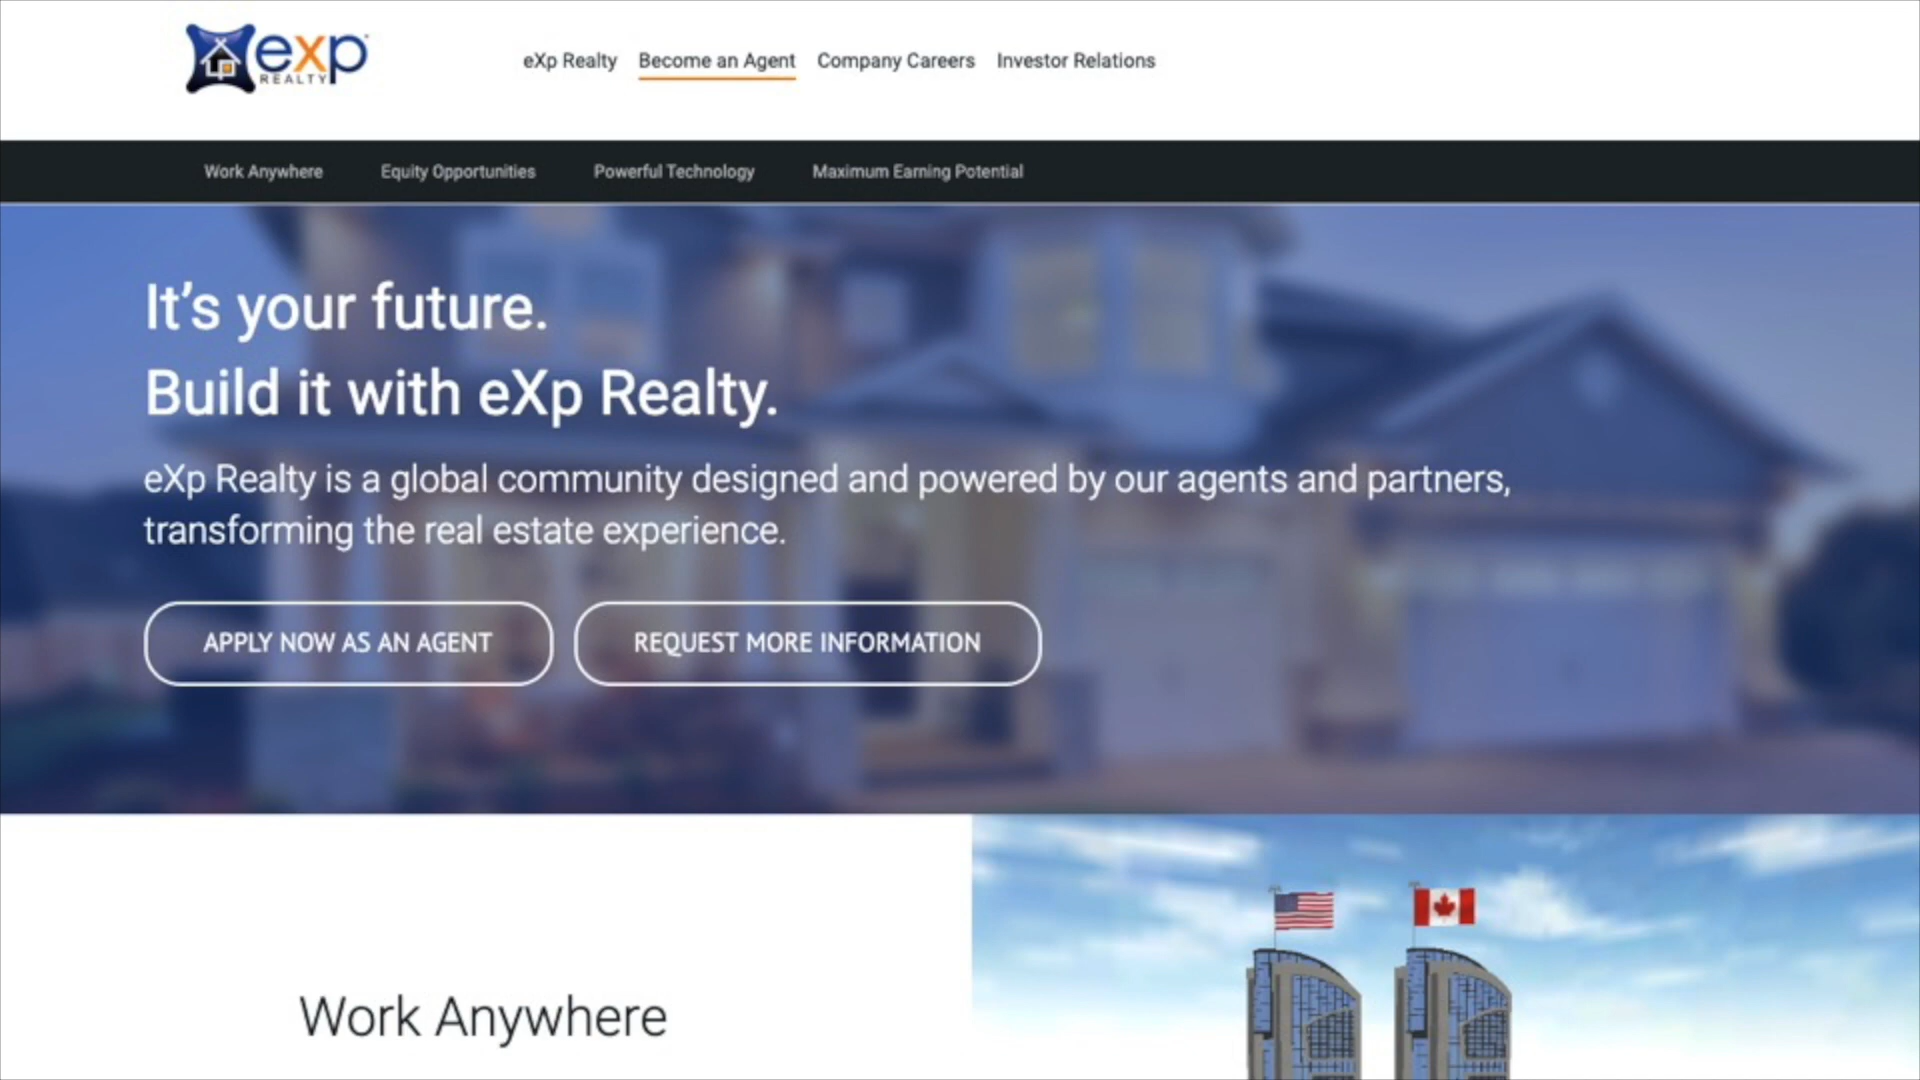 exp
REALTY
eXp Realty Become an Agent Company Careers Investor Relations
Work Anywhere Equity Opportunities Powerful Technology Maximum Earning Potential
It’s your future.
Build it with eXp Realty.
eXp Realty is a global community designed and powered by our agents and partners,
transforming the real estate experience.
APPLY NOW AS AN AGENT REQUEST MORE INFORMATION
Work Anywhere